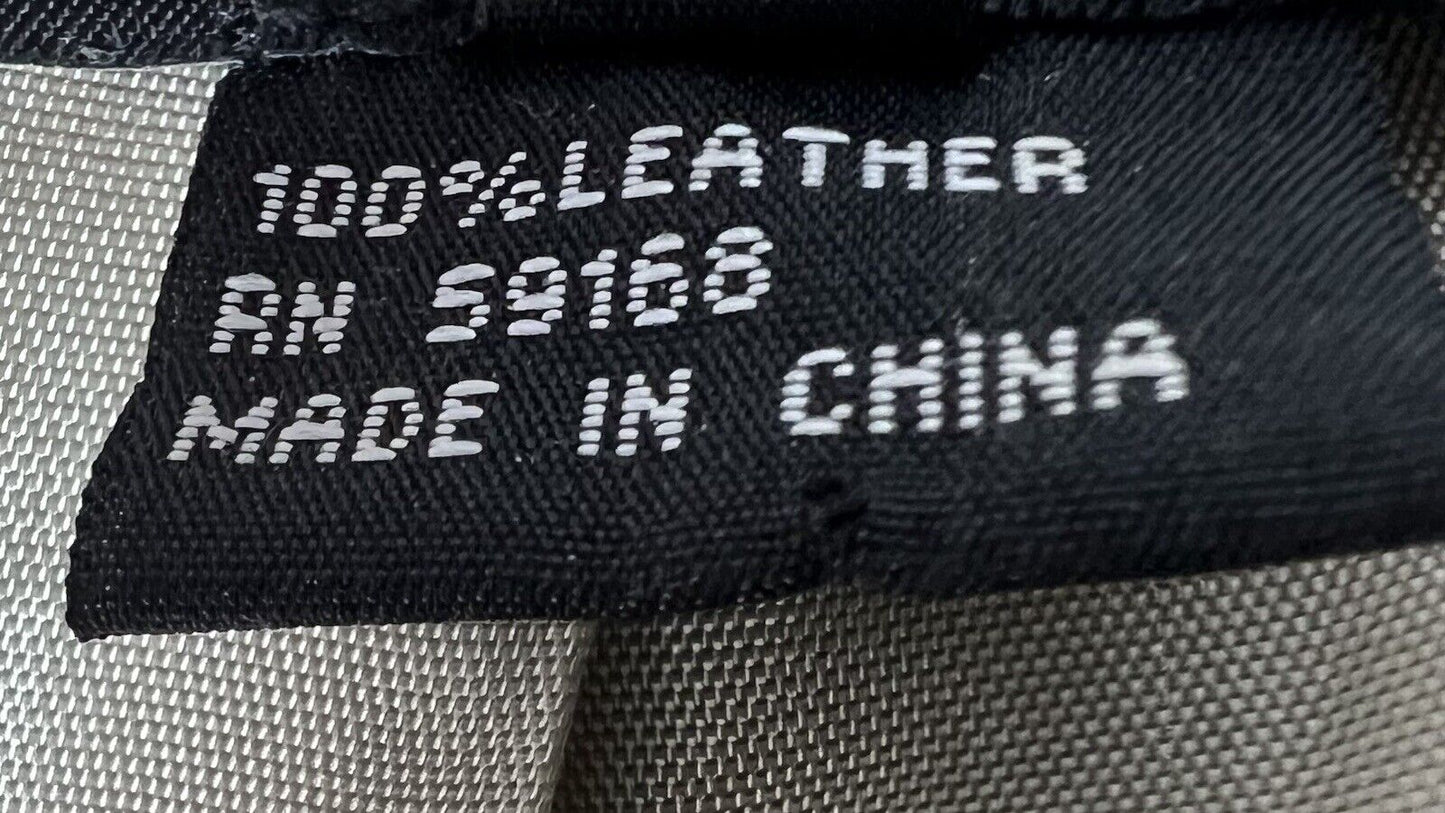 100% LEATHER
RN 59168
MADE IN CHINA